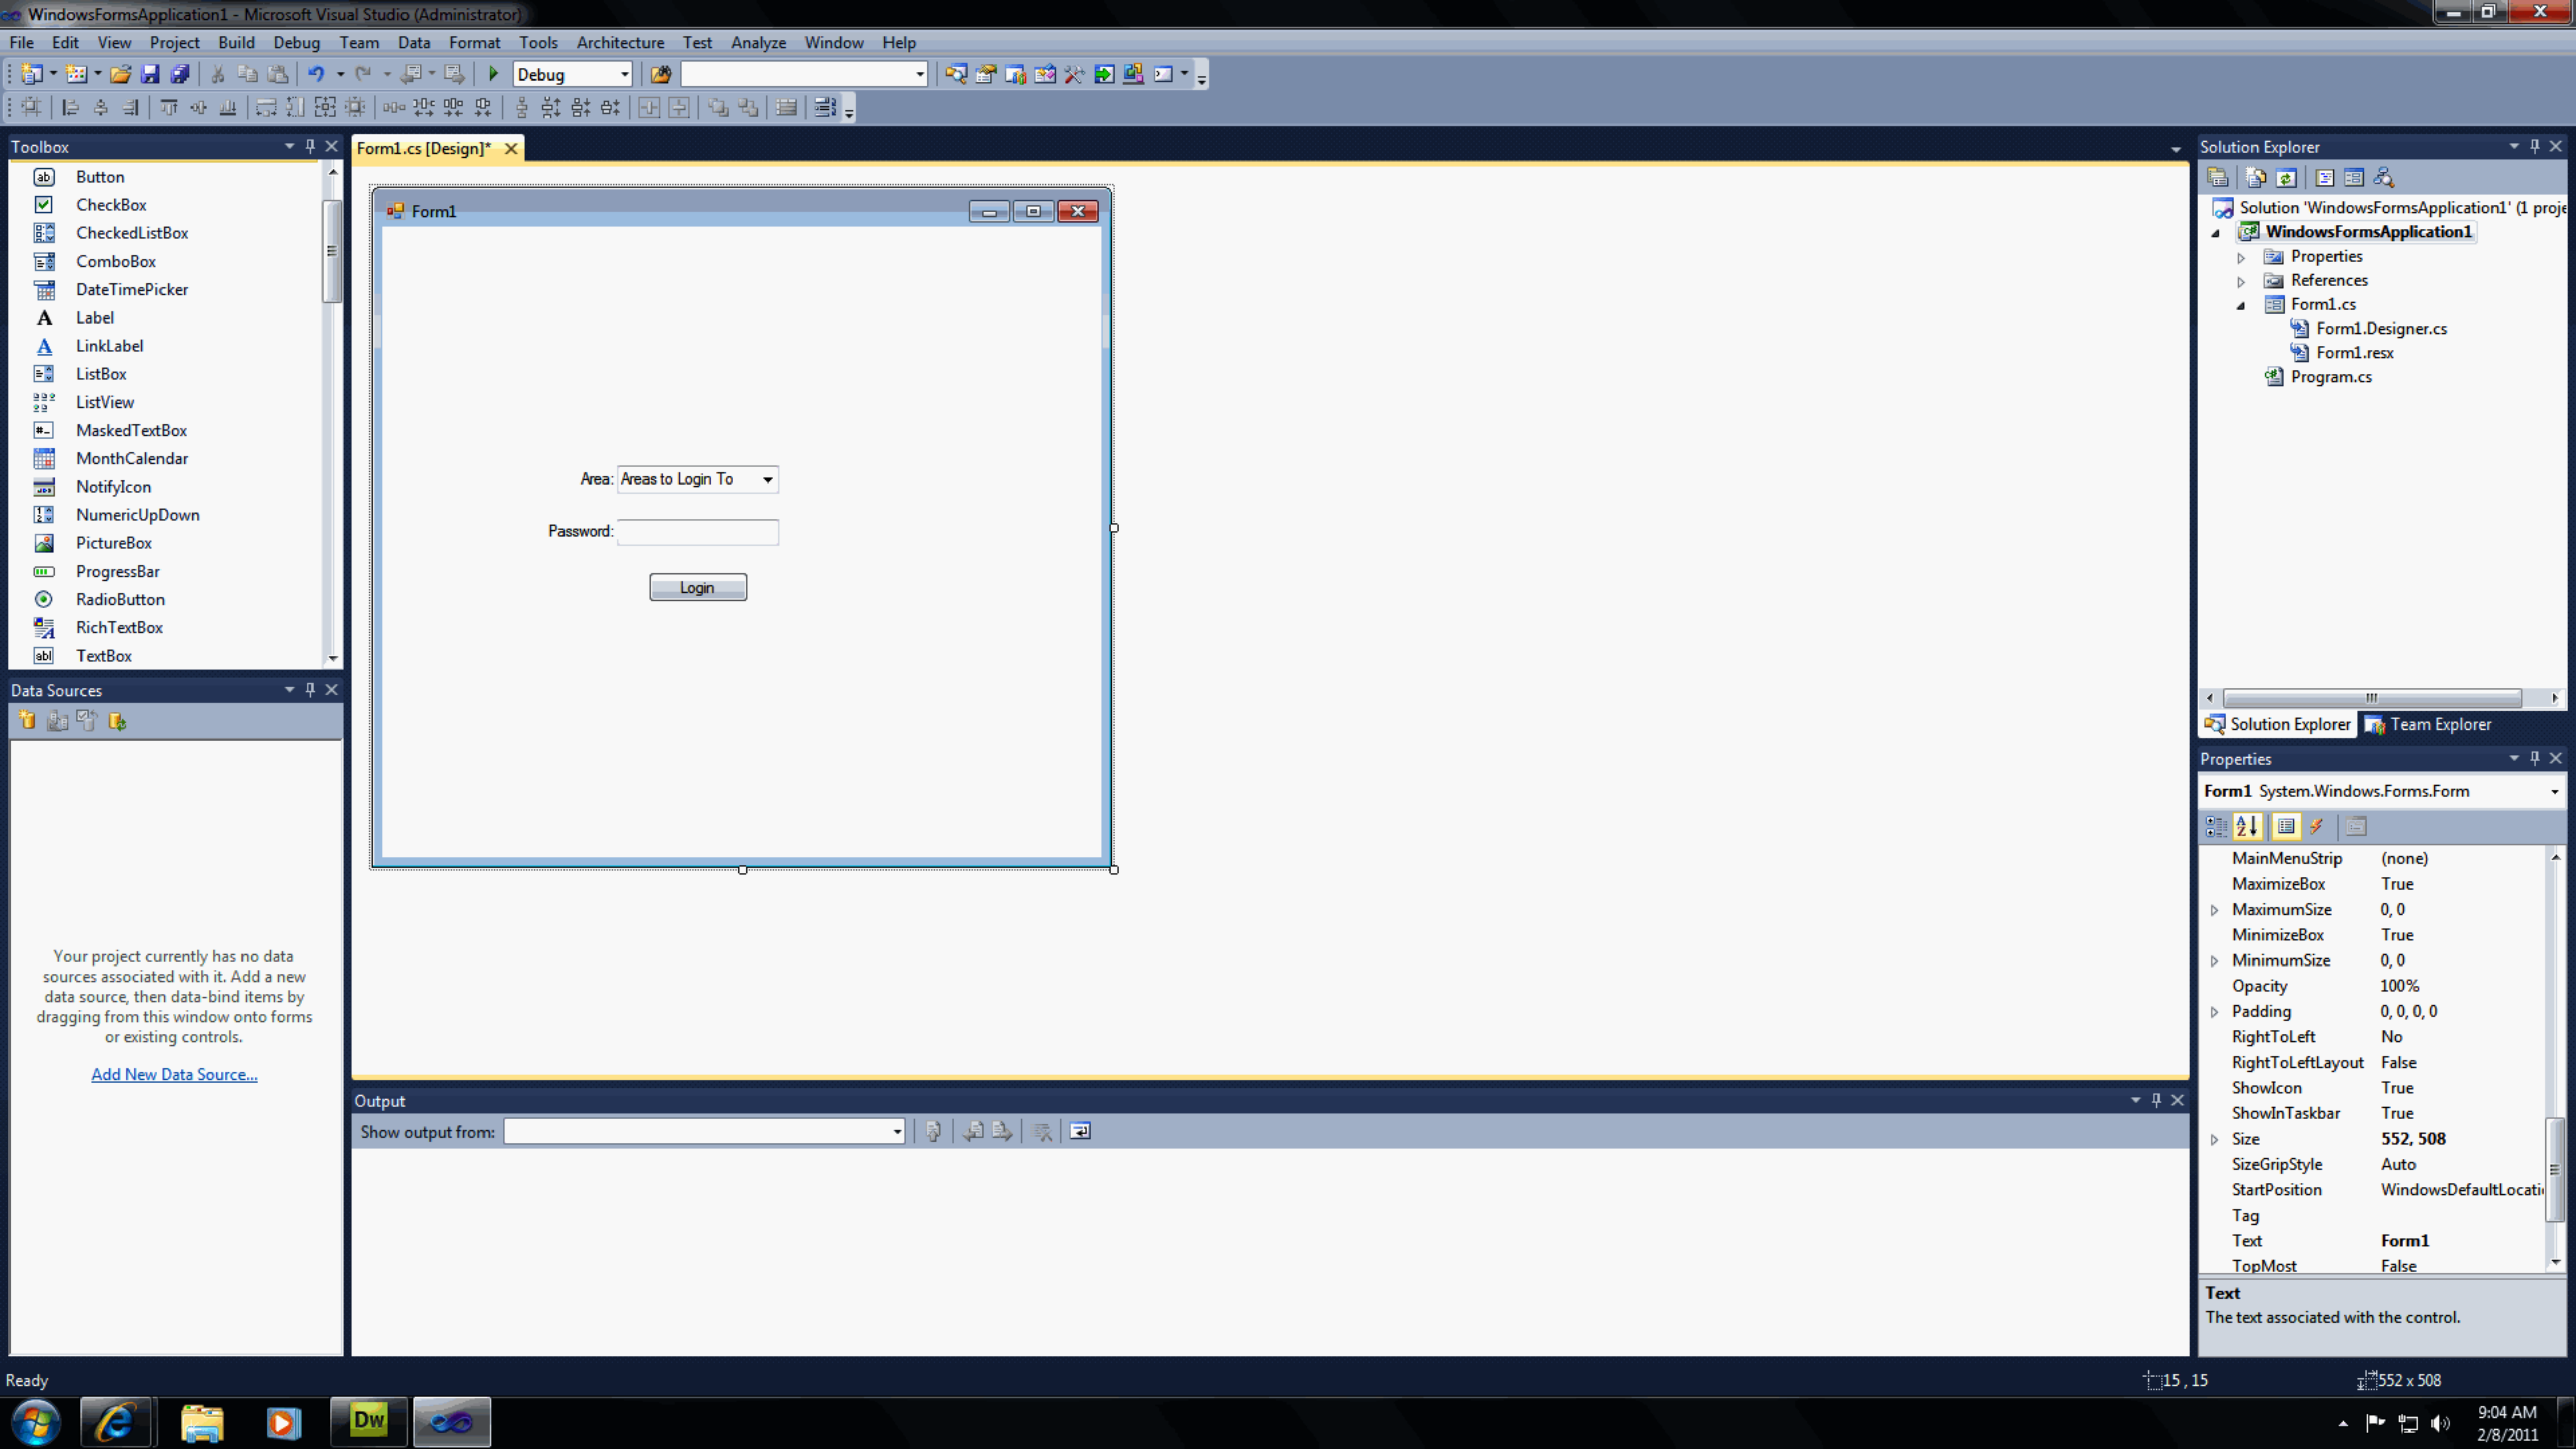 WindowsFormsApplication1 - Microsoft Visual Studio (Administrator)
File Edit View Project Build Debug Team Data Format Tools Architecture Test Analyze Window Help
Debug
Toolbox
Button
CheckBox
CheckedListBox
ComboBox
DateTimePicker
Label
LinkLabel
ListBox
ListView
MaskedTextBox
MonthCalendar
NotifyIcon
NumericUpDown
PictureBox
ProgressBar
RadioButton
RichTextBox
TextBox
Data Sources
Your project currently has no data
sources associated with it. Add a new
data source, then data-bind items by
dragging from this window onto forms
or existing controls.
Add New Data Source...
Form1.cs [Design]*
Form1
Area: Areas to Login To
Password:
Login
Output
Show output from:
Solution Explorer
Solution 'WindowsFormsApplication1' (1 proje
WindowsFormsApplication1
Properties
References
Form1.cs
Form1.Designer.cs
Form1.resx
Program.cs
Solution Explorer Team Explorer
Properties
Form1 System.Windows.Forms.Form
MainMenuStrip (none)
MaximizeBox True
MaximumSize 0, 0
MinimizeBox True
MinimumSize 0, 0
Opacity 100%
Padding 0, 0, 0, 0
RightToLeft No
RightToLeftLayout False
ShowIcon True
ShowInTaskbar True
Size 552, 508
SizeGripStyle Auto
StartPosition WindowsDefaultLocati
Tag
Text Form1
TopMost False
Text
The text associated with the control.
Ready 15 , 15 552 x 508
Dw
9:04 AM
2/8/2011